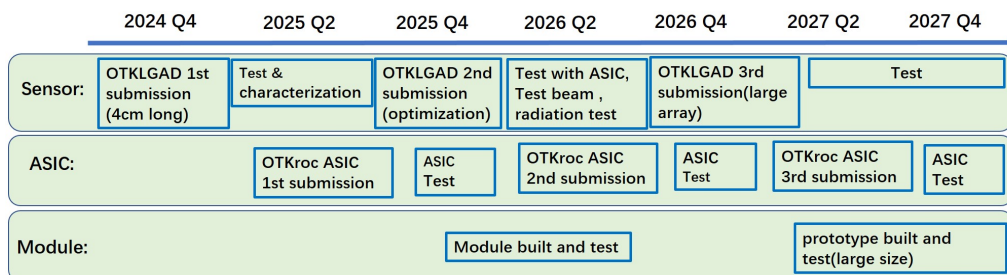 2024 Q4 2025 Q2 2025 Q4 2026 Q2 2026 Q4 2027 Q2 2027 Q4
Sensor:
OTKLGAD 1st
submission
(4cm long)
Test &
characterization
OTKLGAD 2nd
submission
(optimization)
Test with ASIC,
Test beam ,
radiation test
OTKLGAD 3rd
submission(large
array)
Test
ASIC:
OTKroc ASIC
1st submission
ASIC
Test
OTKroc ASIC
2nd submission
ASIC
Test
OTKroc ASIC
3rd submission
ASIC
Test
Module:
Module built and test
prototype built and
test(large size)